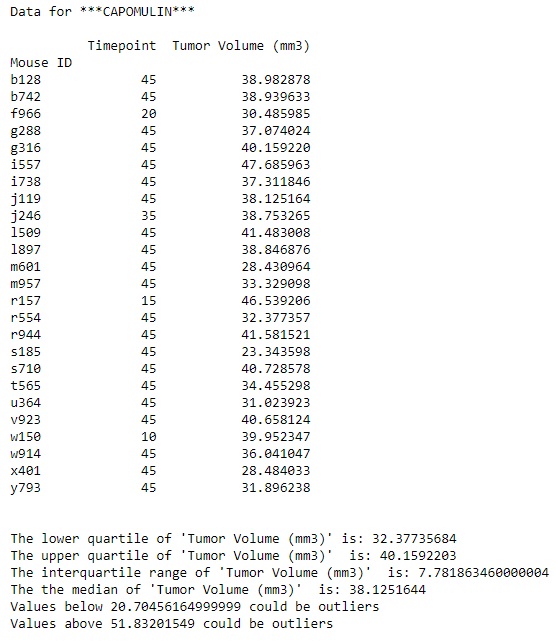 Data for ***CAPOMULIN***
Timepoint Tumor Volume (mm3)
Mouse ID
b128 45 38.982878
b742 45 38.939633
f966 20 30.485985
g288 45 37.074024
g316 45 40.159220
i557 45 47.685963
i738 45 37.311846
j119 45 38.125164
j246 35 38.753265
l509 45 41.483008
l897 45 38.846876
m601 45 28.430964
m957 45 33.329098
r157 15 46.539206
r554 45 32.377357
r944 45 41.581521
s185 45 23.343598
s710 45 40.728578
t565 45 34.455298
u364 45 31.023923
v923 45 40.658124
w150 10 39.952347
w914 45 36.041047
x401 45 28.484033
y793 45 31.896238
The lower quartile of 'Tumor Volume (mm3)' is: 32.37735684
The upper quartile of 'Tumor Volume (mm3)'  is: 40.1592203
The interquartile range of 'Tumor Volume (mm3)'  is: 7.781863460000004
The the median of 'Tumor Volume (mm3)'  is: 38.1251644
Values below 20.70456164999999 could be outliers
Values above 51.83201549 could be outliers